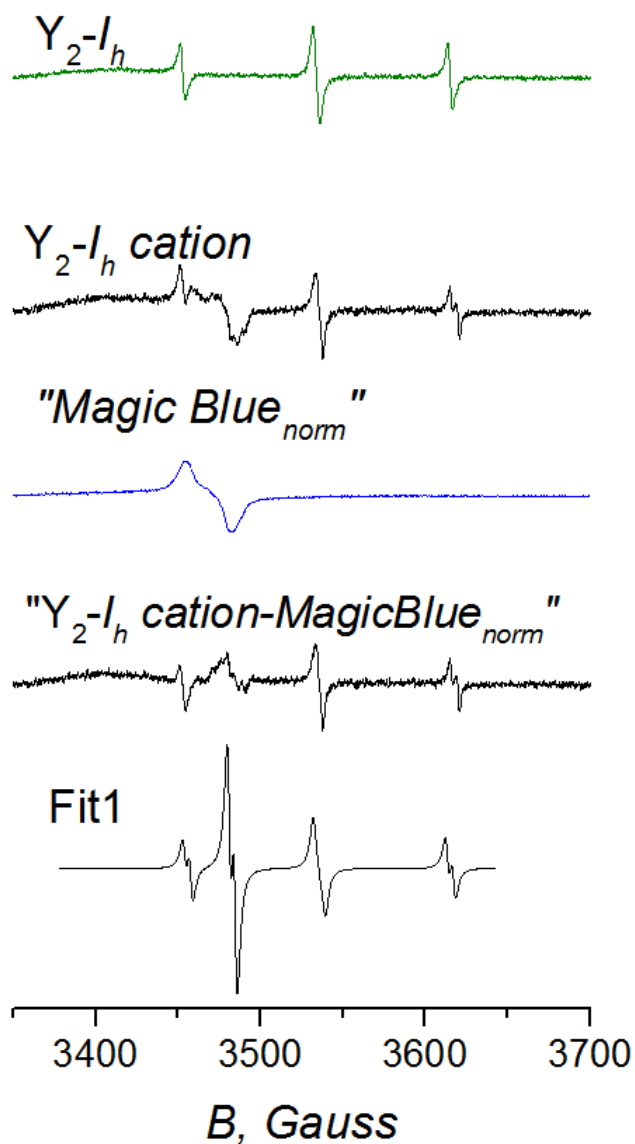 Y₂-Iₕ
Y₂-Iₕ cation
"Magic Blueₙₒᵣₘ"
"Y₂-Iₕ cation-MagicBlueₙₒᵣₘ"
Fit1
3400 3500 3600 3700
B, Gauss